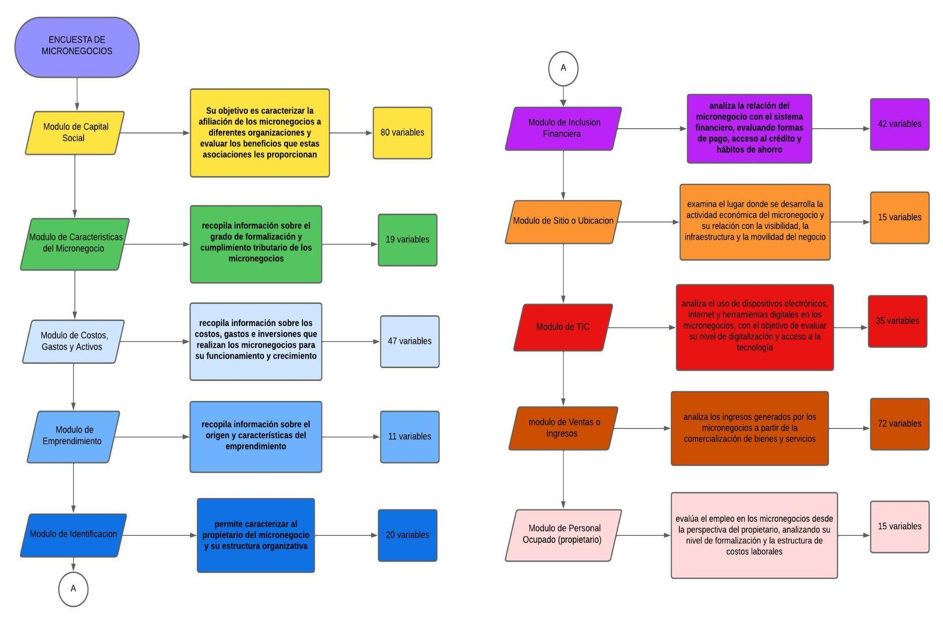 ENCUESTA DE
MICRONEGOCIOS
Modulo de Capital
Social
Su objetivo es caracterizar la
afiliación de los micronegocios a
diferentes organizaciones y
evaluar los beneficios que estas
asociaciones les proporcionan
80 variables
Modulo de Caracteristicas
del Micronegocio
recopila información sobre el
grado de formalización y
cumplimiento tributario de los
micronegocios
19 variables
Modulo de Costos,
Gastos y Activos
recopila información sobre los
costos, gastos e inversiones que
realizan los micronegocios para
su funcionamiento y crecimiento
47 variables
Modulo de
Emprendimiento
recopila información sobre el
origen y características del
emprendimiento
11 variables
Modulo de Identificacion
permite caracterizar al
propietario del micronegocio
y su estructura organizativa
20 variables
A
A
Modulo de Inclusion
Financiera
analiza la relación del
micronegocio con el sistema
financiero, evaluando formas
de pago, acceso al crédito y
hábitos de ahorro
42 variables
Modulo de Sitio o Ubicacion
examina el lugar donde se desarrolla la
actividad económica del micronegocio y
su relación con la visibilidad, la
infraestructura y la movilidad del negocio
15 variables
Modulo de TIC
analiza el uso de dispositivos electrónicos,
internet y herramientas digitales en los
micronegocios, con el objetivo de evaluar
su nivel de digitalización y acceso a la
tecnología
35 variables
modulo de Ventas o
Ingresos
analiza los ingresos generados por los
micronegocios a partir de la
comercialización de bienes y servicios
72 variables
Modulo de Personal
Ocupado (propietario)
evalúa el empleo en los micronegocios desde
la perspectiva del propietario, analizando su
nivel de formalización y la estructura de
costos laborales
15 variables